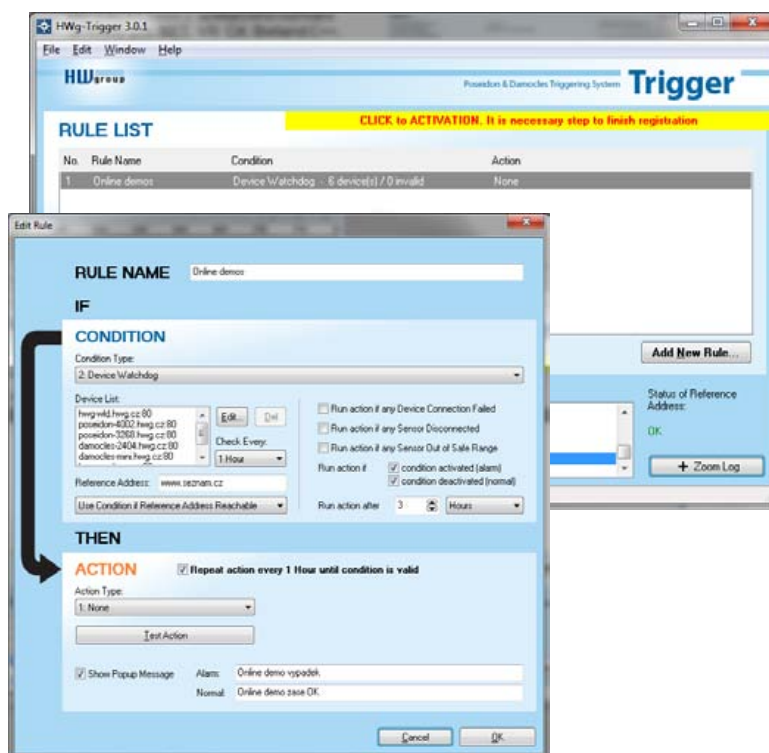 HWg-Trigger 3.0.1
File Edit Window Help
HWgroup
Poseidon & Damocles Triggering System Trigger
CLICK to ACTIVATION. It is necessary step to finish registration
RULE LIST
No. Rule Name Condition Action
1 Online demos Device Watchdog - 6 device(s) / 0 invalid None
Add New Rule...
Status of Reference
Address:
OK
+ Zoom Log
Edit Rule
RULE NAME Online demos
IF
CONDITION
Condition Type:
2: Device Watchdog
Device List:
hwg-wld.hwg.cz:80
poseidon-4002.hwg.cz:80
poseidon-3268.hwg.cz:80
damocles-2404.hwg.cz:80
damocles-mini.hwg.cz:80
Edit... Del
Check Every:
1 Hour
Reference Address: www.seznam.cz
Use Condition if Reference Address Reachable
Run action if any Device Connection Failed
Run action if any Sensor Disconnected
Run action if any Sensor Out of Safe Range
Run action if condition activated (alarm)
condition deactivated (normal)
Run action after 3 Hours
THEN
ACTION Repeat action every 1 Hour until condition is valid
Action Type:
1: None
Test Action
Show Popup Message Alarm: Online demo vypadek
Normal: Online demo zase OK
Cancel OK